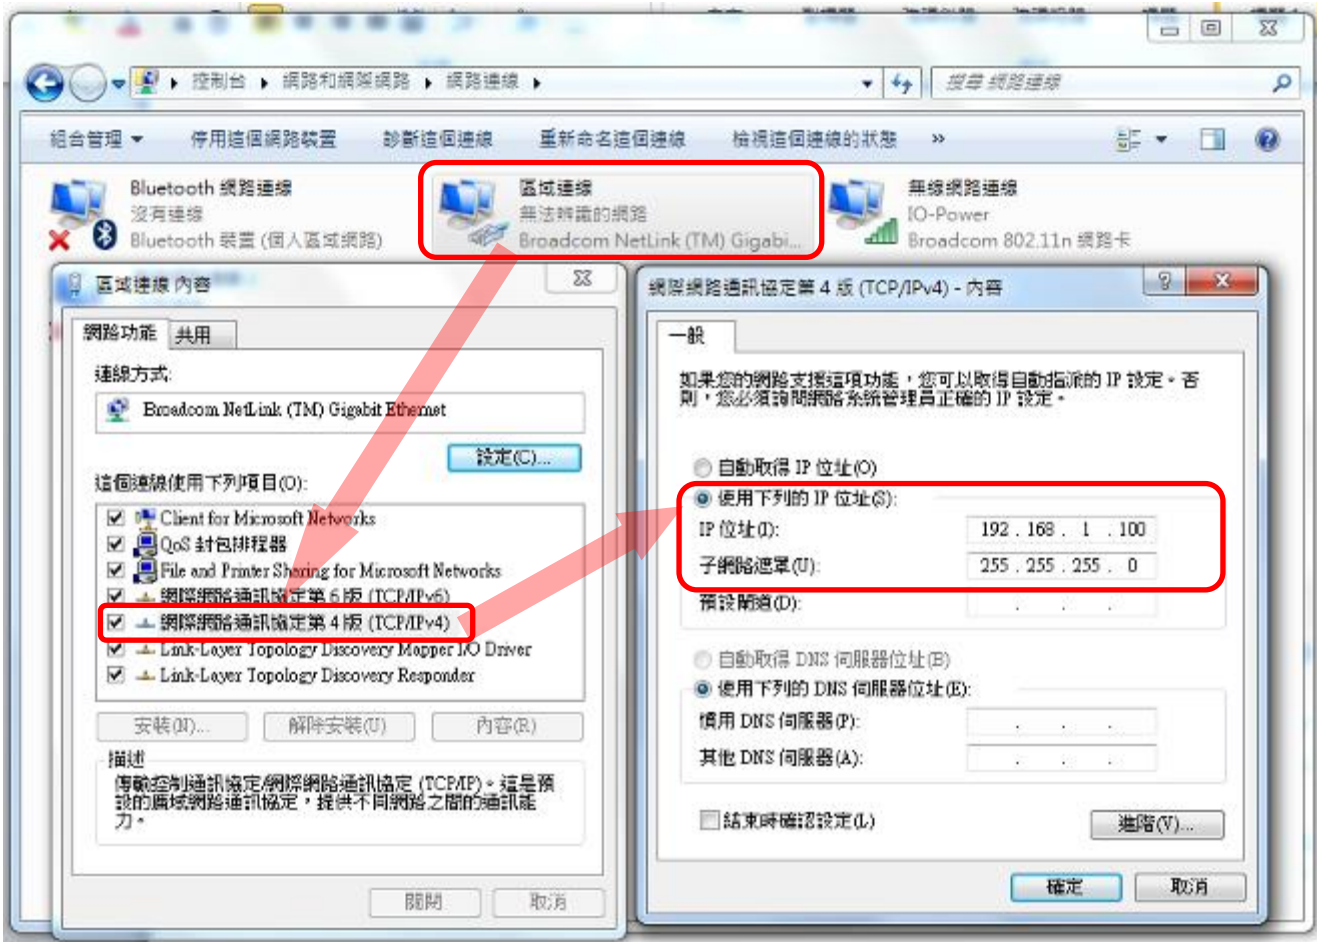 控制台 ▸ 網路和網際網路 ▸ 網路連線 ▸
搜尋 網路連線
組合管理 停用這個網路裝置 診斷這個連線 重新命名這個連線 檢視這個連線的狀態 »
Bluetooth 網路連線
沒有連線
Bluetooth 裝置 (個人區域網路)
區域連線
無法辨識的網路
Broadcom NetLink (TM) Gigabi...
無線網路連線
IO-Power
Broadcom 802.11n 網路卡
區域連線 內容
網路功能 共用
連線方式:
Broadcom NetLink (TM) Gigabit Ethernet
設定(C)...
這個連線使用下列項目(O):
Client for Microsoft Networks
QoS 封包排程器
File and Printer Sharing for Microsoft Networks
網際網路通訊協定第 6 版 (TCP/IPv6)
網際網路通訊協定第 4 版 (TCP/IPv4)
Link-Layer Topology Discovery Mapper I/O Driver
Link-Layer Topology Discovery Responder
安裝(N)... 解除安裝(U) 內容(R)
描述
傳輸控制通訊協定/網際網路通訊協定 (TCP/IP)。這是預
設的廣域網路通訊協定，提供不同網路之間的通訊能
力。
關閉 取消
網際網路通訊協定第 4 版 (TCP/IPv4) - 內容
一般
如果您的網路支援這項功能，您可以取得自動指派的 IP 設定。否
則，您必須詢問網路系統管理員正確的 IP 設定。
自動取得 IP 位址(O)
使用下列的 IP 位址(S):
IP 位址(I): 192 . 168 . 1 . 100
子網路遮罩(U): 255 . 255 . 255 . 0
預設閘道(D): . . .
自動取得 DNS 伺服器位址(B)
使用下列的 DNS 伺服器位址(E):
慣用 DNS 伺服器(P): . . .
其他 DNS 伺服器(A): . . .
結束時確認設定(L)
進階(V)...
確定 取消